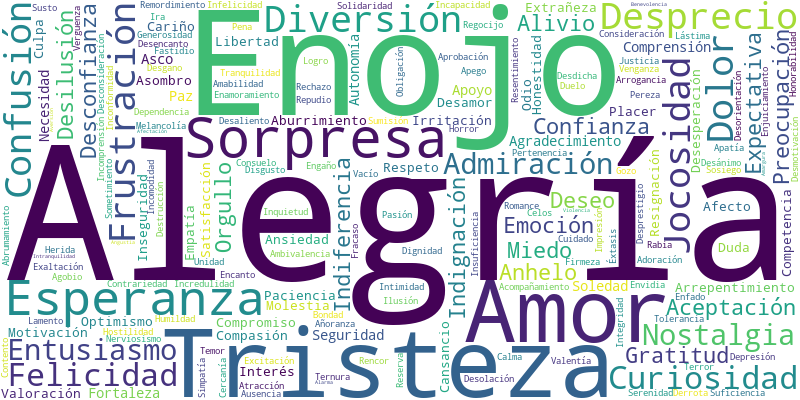 Alegría
Enojo
Tristeza
Amor
Sorpresa
Esperanza
Diversión
Desprecio
Confusión
Frustración
Desilusión
Desconfianza
Alivio
Dolor
Expectativa
Preocupación
Jocosidad
Admiración
Confianza
Deseo
Emoción
Miedo
Anhelo
Indignación
Indiferencia
Orgullo
Entusiasmo
Felicidad
Aceptación
Nostalgia
Gratitud
Curiosidad
Susto
Ira
Cariño
Culpa
Vergüenza
Remordimiento
Infelicidad
Solidaridad
Incapacidad
Benevolencia
Generosidad
Pena
Regocijo
Extrañeza
Consideración
Lástima
Desencanto
Fastidio
Libertad
Logro
Autonomía
Obligación
Aprobación
Apego
Resentimiento
Comprensión
Justicia
Venganza
Arrogancia
Honorabilidad
Asco
Desgano
Tranquilidad
Asombro
Amabilidad
Enamoramiento
Rechazo
Repudio
Apoyo
Desamor
Odio
Honestidad
Desdicha
Duelo
Pereza
Placer
Necesidad
Inconformidad
Desconsideración
Paz
Dependencia
Desaliento
Aburrimiento
Irritación
Sumisión
Horror
Agradecimiento
Pertenencia
Desesperación
Desorientación
Enjuiciamiento
Desmotivación
Melancolía
Afectación
Incomprensión
Sometimiento
Inseguridad
Incomodidad
Destrucción
Empatía
Satisfacción
Consuelo
Disgusto
Engaño
Vacío
Respeto
Apatía
Desánimo
Sosiego
Gozo
Resignación
Abrumamiento
Herida
Intranquilidad
Exaltación
Agobio
Angustia
Inquietud
Ansiedad
Ambivalencia
Unidad
Fracaso
Pasión
Dignidad
Insuficiencia
Romance
Celos
Violencia
Cuidado
Impresión
Desprestigio
Rabia
Afecto
Duda
Competencia
Firmeza
Éxtasis
Adoración
Contrariedad
Incredulidad
Encanto
Paciencia
Molestia
Intimidad
Ilusión
Acompañamiento
Soledad
Envidia
Arrepentimiento
Enfado
Tolerancia
Integridad
Optimismo
Humildad
Hostilidad
Motivación
Lamento
Nerviosismo
Compromiso
Compasión
Bondad
Añoranza
Seguridad
Contento
Temor
Excitación
Rencor
Interés
Reserva
Cansancio
Calma
Valentía
Desolación
Terror
Depresión
Valoración
Fortaleza
Simpatía
Cercanía
Atracción
Ausencia
Ternura
Alarma
Serenidad
Derrota
Suficiencia